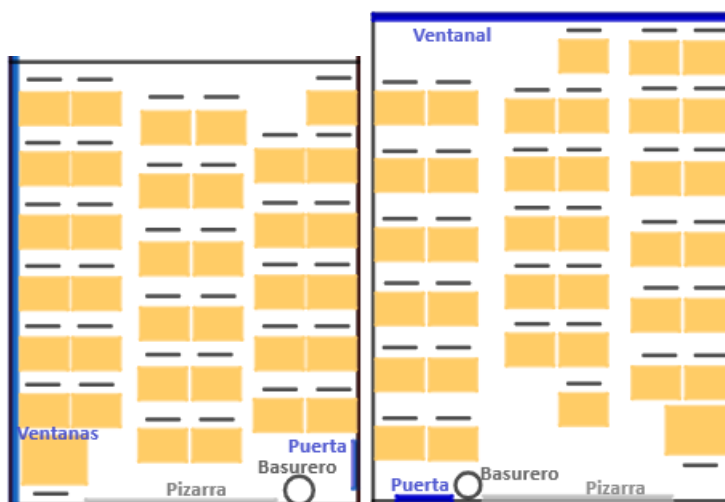 Ventanas
Puerta
Basurero
Pizarra
Ventanal
Basurero
Puerta
Pizarra